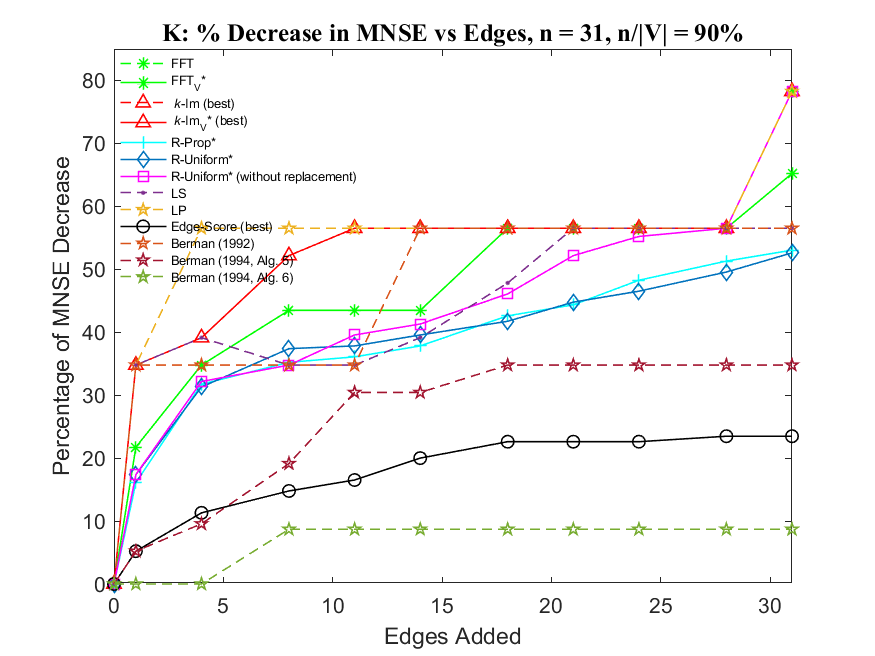 K: % Decrease in MNSE vs Edges, n = 31, n/|V| = 90%
Percentage of MNSE Decrease
80
70
60
50
40
30
20
10
0
FFT
FFT_V*
k-lm (best)
k-lm_V* (best)
R-Prop*
R-Uniform*
R-Uniform* (without replacement)
LS
LP
Edge-Score (best)
Berman (1992)
Berman (1994, Alg. 5)
Berman (1994, Alg. 6)
0 5 10 15 20 25 30
Edges Added